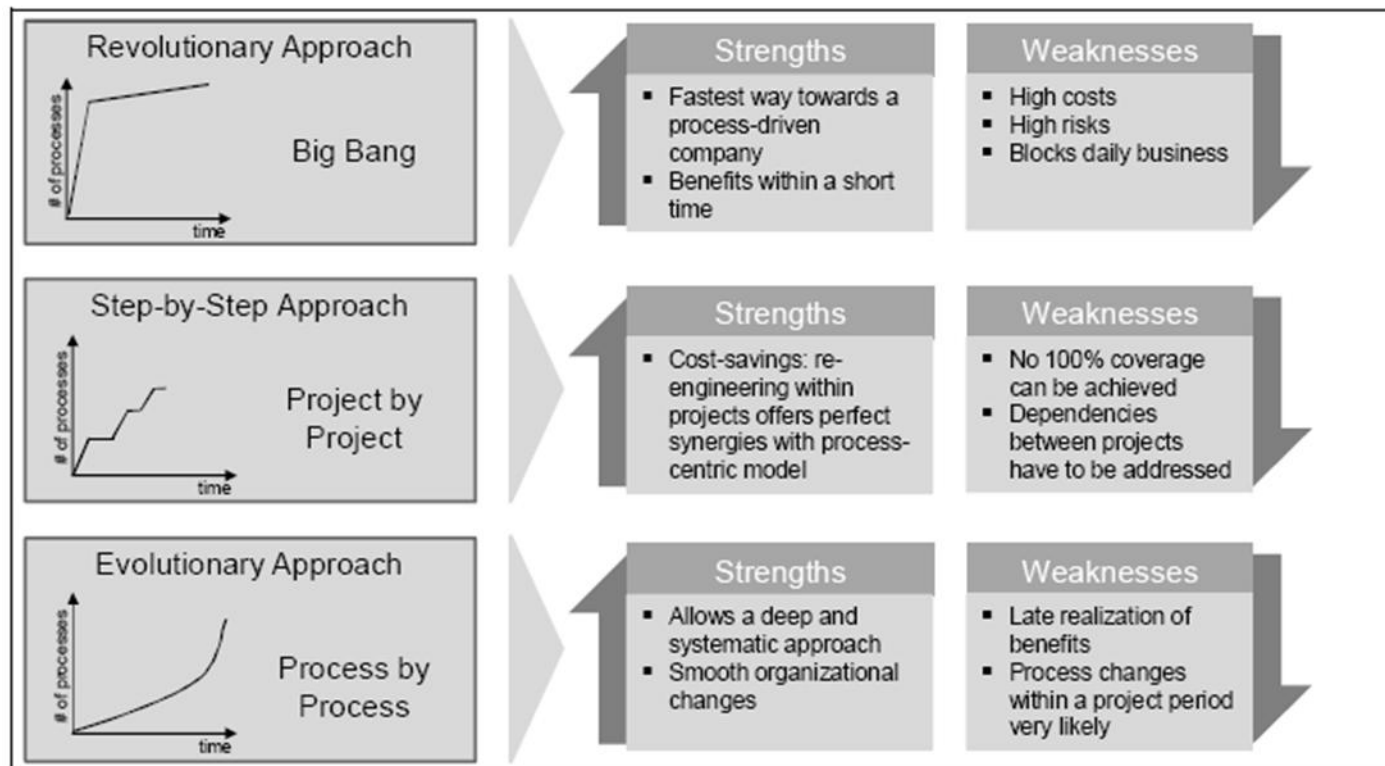 Revolutionary Approach
# of processes
time
Big Bang
Strengths
▪ Fastest way towards a
process-driven
company
▪ Benefits within a short
time
Weaknesses
▪ High costs
▪ High risks
▪ Blocks daily business
Step-by-Step Approach
# of processes
time
Project by
Project
Strengths
▪ Cost-savings: re-
engineering within
projects offers perfect
synergies with process-
centric model
Weaknesses
▪ No 100% coverage
can be achieved
▪ Dependencies
between projects
have to be addressed
Evolutionary Approach
# of processes
time
Process by
Process
Strengths
▪ Allows a deep and
systematic approach
▪ Smooth organizational
changes
Weaknesses
▪ Late realization of
benefits
▪ Process changes
within a project period
very likely